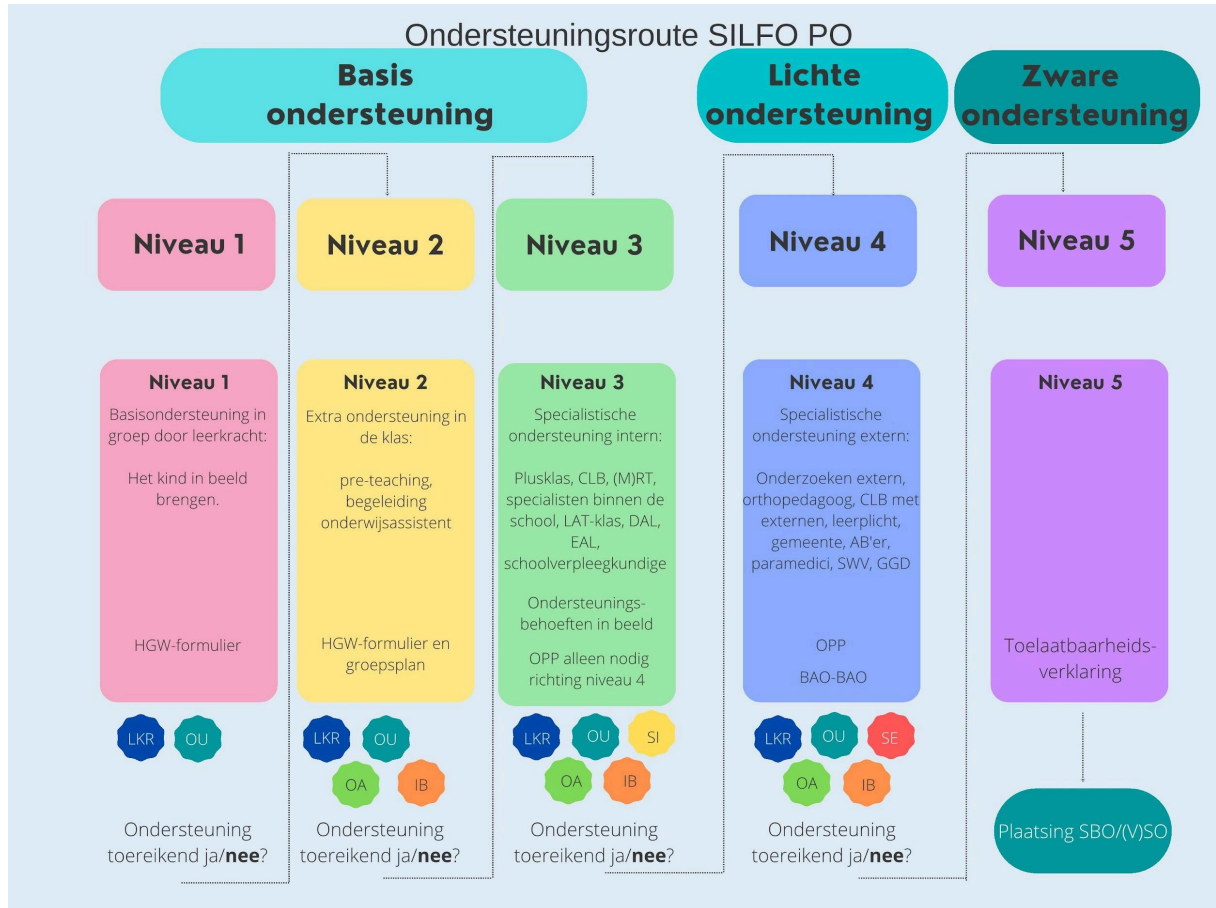 Ondersteuningsroute SILFO PO
Basis
ondersteuning
Lichte
ondersteuning
Zware
ondersteuning
Niveau 1
Niveau 2
Niveau 3
Niveau 4
Niveau 5
Niveau 1
Basisondersteuning in
groep door leerkracht:
Het kind in beeld
brengen.
HGW-formulier
LKR
OU
Ondersteuning
toereikend ja/nee?
Niveau 2
Extra ondersteuning in
de klas:
pre-teaching,
begeleiding
onderwijsassistent
HGW-formulier en
groepsplan
LKR
OU
OA
IB
Ondersteuning
toereikend ja/nee?
Niveau 3
Specialistische
ondersteuning intern:
Plusklas, CLB, (M)RT,
specialisten binnen de
school, LAT-klas, DAL,
EAL,
schoolverpleegkundige
Ondersteunings-
behoeften in beeld
OPP alleen nodig
richting niveau 4
LKR
OU
SI
OA
IB
Ondersteuning
toereikend ja/nee?
Niveau 4
Specialistische
ondersteuning extern:
Onderzoeken extern,
orthopedagoog, CLB met
externen, leerplicht,
gemeente, AB'er,
paramedici, SWV, GGD
OPP
BAO-BAO
LKR
OU
SE
OA
IB
Ondersteuning
toereikend ja/nee?
Niveau 5
Toelaatbaarheids-
verklaring
Plaatsing SBO/(V)SO